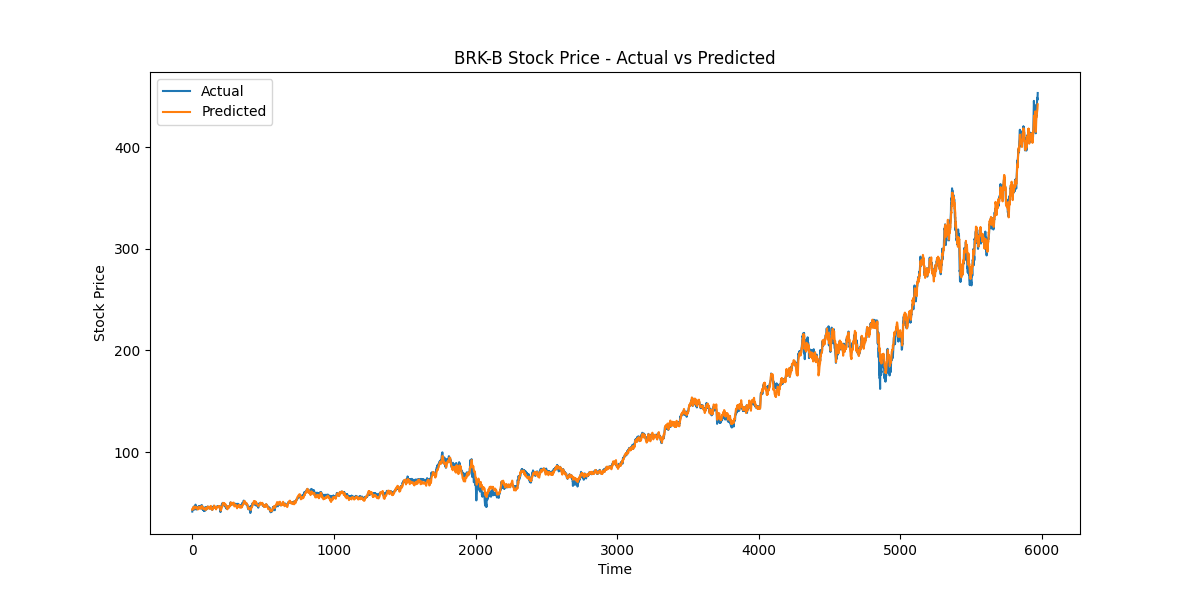 BRK-B Stock Price - Actual vs Predicted
Actual
Predicted
400
300
200
100
Stock Price
0 1000 2000 3000 4000 5000 6000
Time